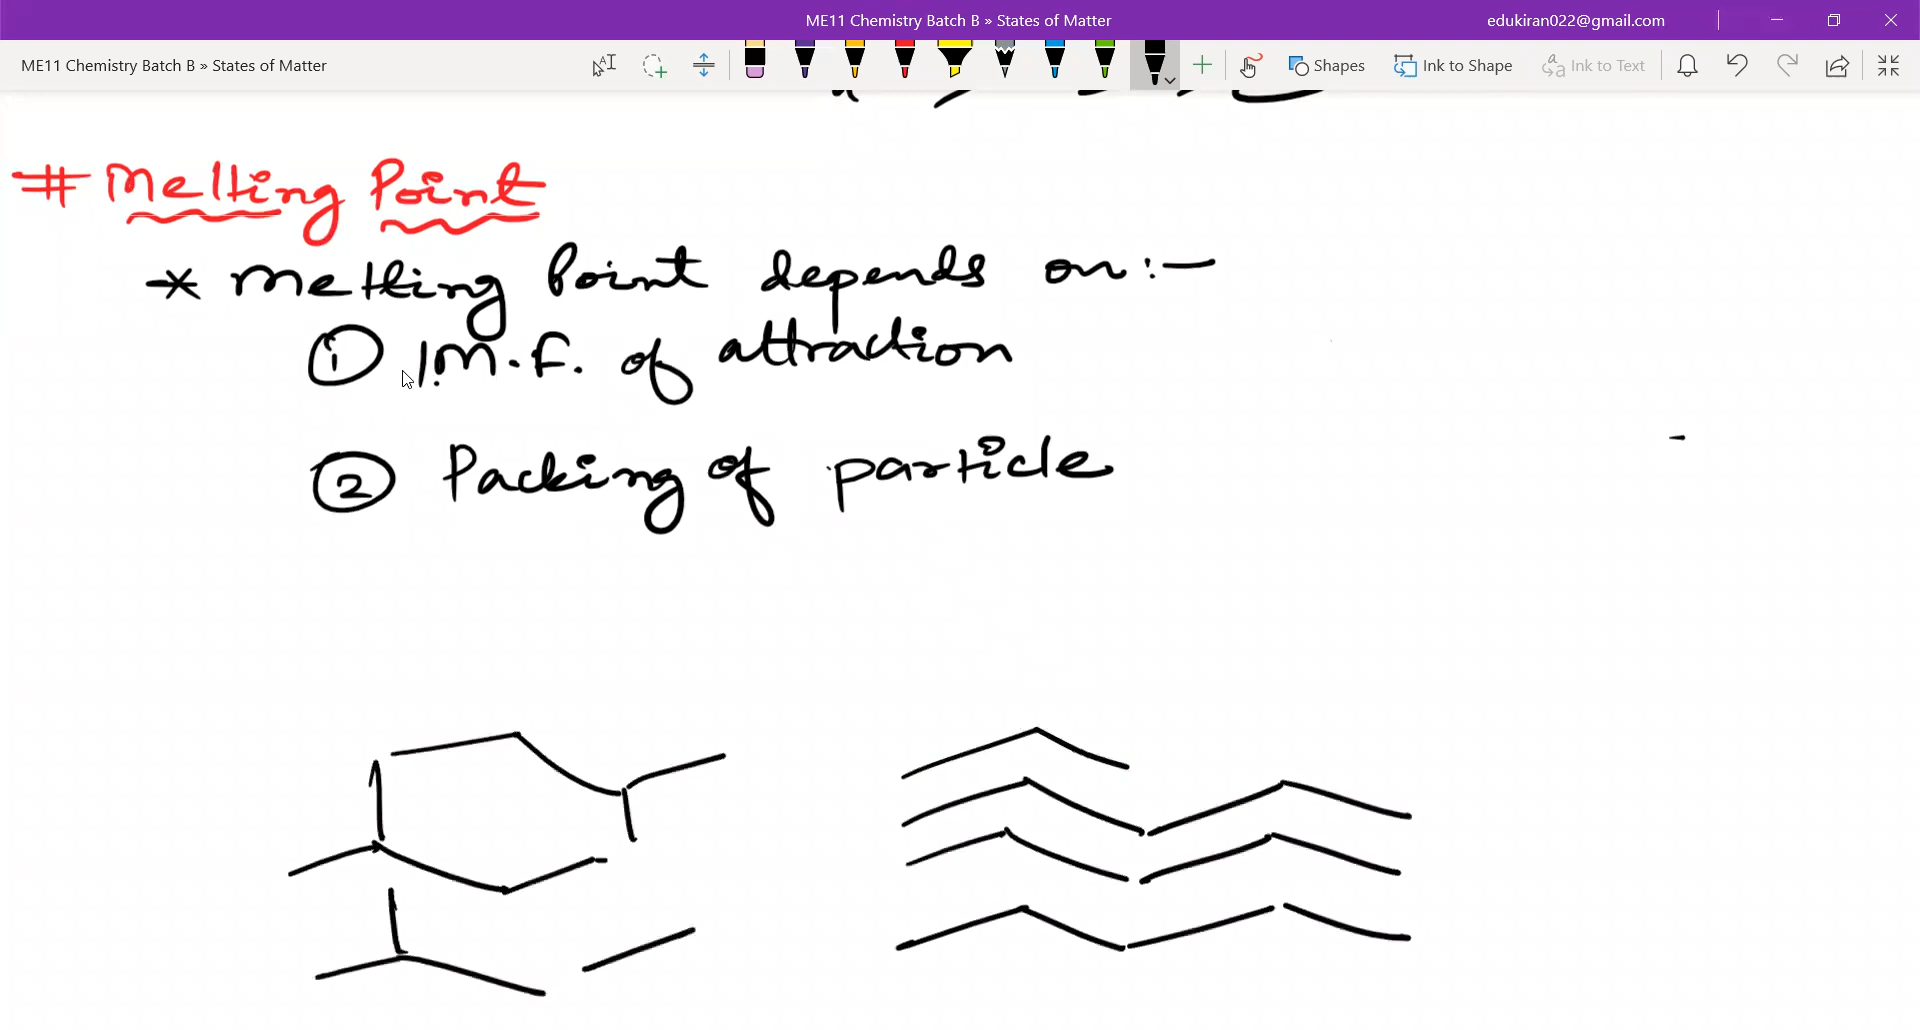 ME11 Chemistry Batch B » States of Matter
edukiran022@gmail.com
ME11 Chemistry Batch B » States of Matter
Shapes
Ink to Shape
Ink to Text
# Melting Point
* Melting Point depends on :-
① I.M.F. of attraction
② Packing of particle